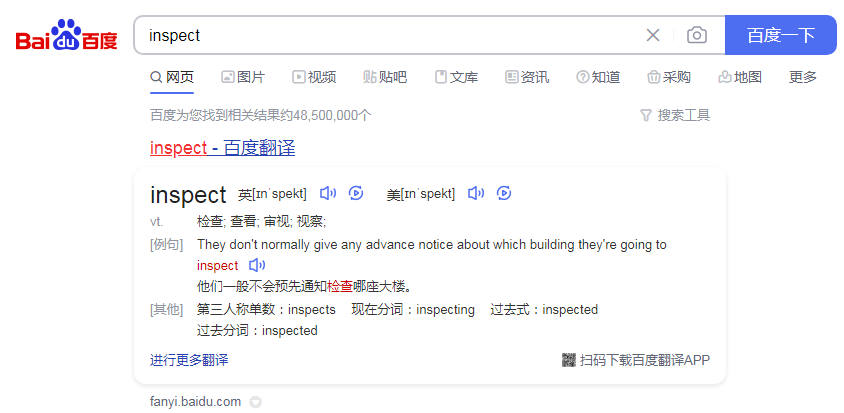 Bai du 百度 inspect 百度一下
网页 图片 视频 贴吧 文库 资讯 知道 采购 地图 更多
百度为您找到相关结果约48,500,000个 搜索工具
inspect - 百度翻译
inspect 英[ɪnˈspekt] 美[ɪnˈspekt]
vt. 检查; 查看; 审视; 视察;
[例句] They don't normally give any advance notice about which building they're going to
inspect
他们一般不会预先通知检查哪座大楼。
[其他] 第三人称单数：inspects 现在分词：inspecting 过去式：inspected
过去分词：inspected
进行更多翻译 扫码下载百度翻译APP
fanyi.baidu.com